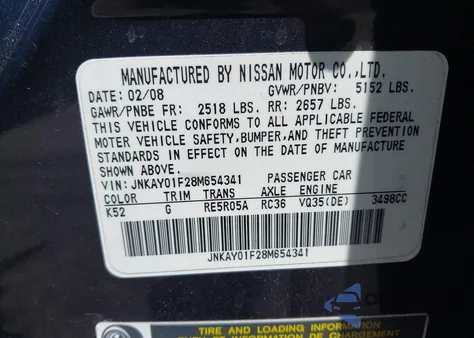 MANUFACTURED BY NISSAN MOTOR CO.,LTD.
DATE: 02/08 GVWR/PNBV: 5152 LBS.
GAWR/PNBE FR: 2518 LBS. RR: 2657 LBS.
THIS VEHICLE CONFORMS TO ALL APPLICABLE FEDERAL
MOTOR VEHICLE SAFETY,BUMPER,AND THEFT PREVENTION
STANDARDS IN EFFECT ON THE DATE OF MANUFACTURE
SHOWN ABOVE.
VIN: JNKAY01F28M654341 PASSENGER CAR
COLOR TRIM TRANS AXLE ENGINE
K52 G RE5R05A RC36 VQ35(DE) 3498CC
JNKAY01F28M654341
TIRE AND LOADING INFORMATION